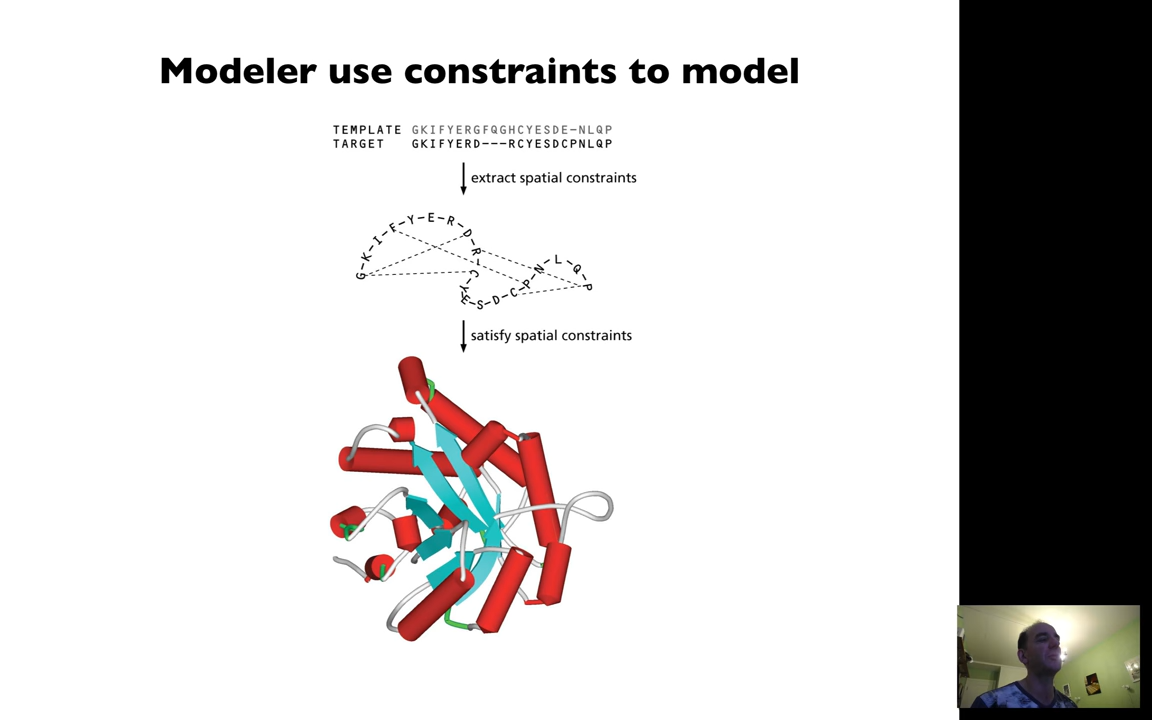 Modeler use constraints to model
TEMPLATE GKIFYERGFQGHCYESDE-NLQP
TARGET GKIFYERD---RCYESDCPNLQP
extract spatial constraints
G-K-I-F-Y-E-R-D-R-C-Y-E-S-D-C-P-N-L-Q-P
satisfy spatial constraints